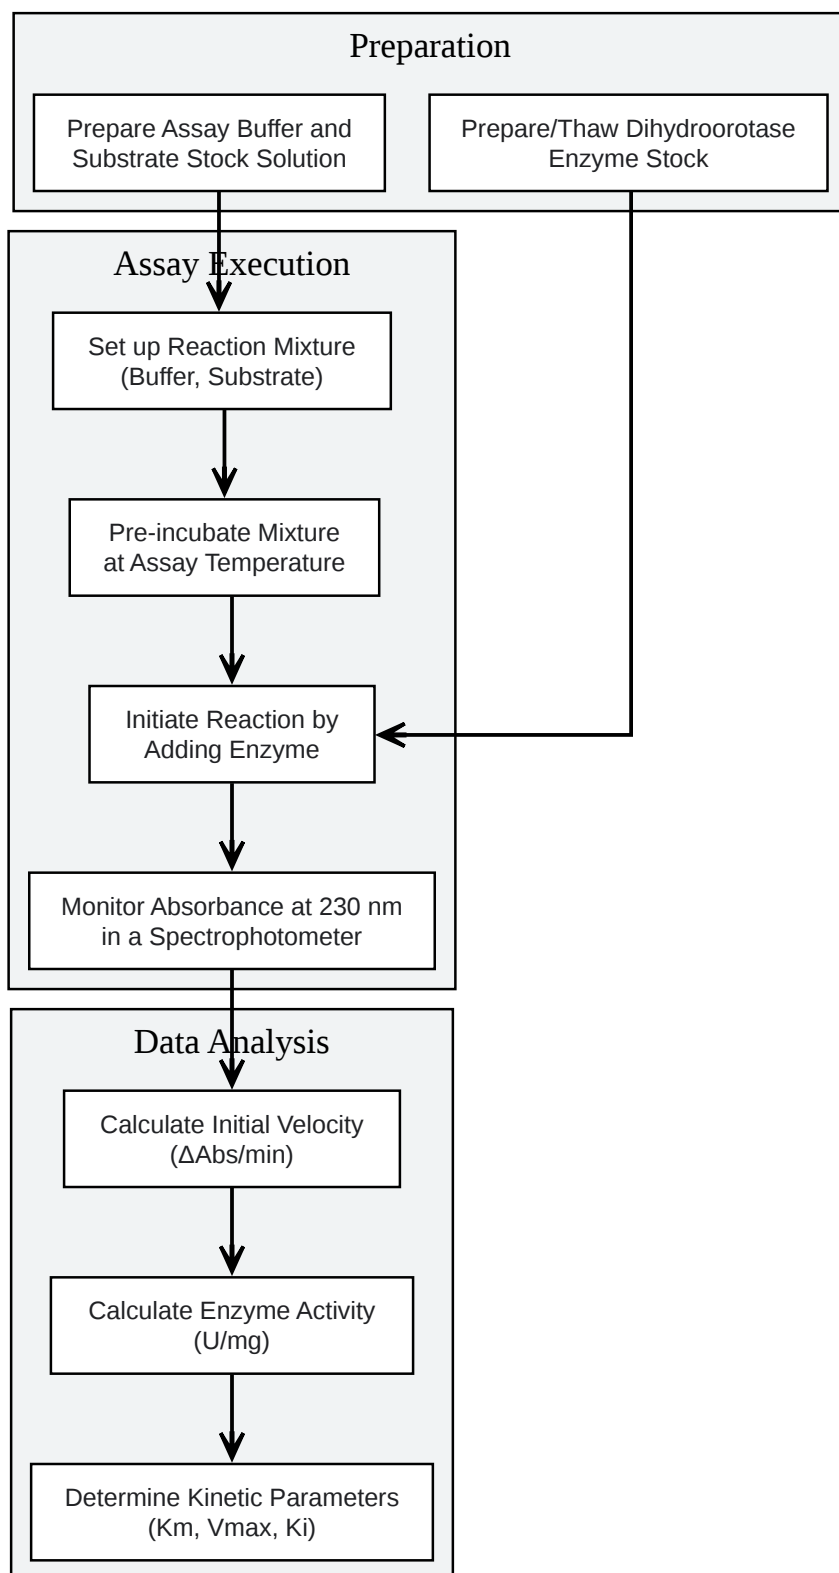 Preparation
Prepare Assay Buffer and
Substrate Stock Solution
Prepare/Thaw Dihydroorotase
Enzyme Stock
Assay Execution
Set up Reaction Mixture
(Buffer, Substrate)
Pre-incubate Mixture
at Assay Temperature
Initiate Reaction by
Adding Enzyme
Monitor Absorbance at 230 nm
in a Spectrophotometer
Data Analysis
Calculate Initial Velocity
(ΔAbs/min)
Calculate Enzyme Activity
(U/mg)
Determine Kinetic Parameters
(Km, Vmax, Ki)